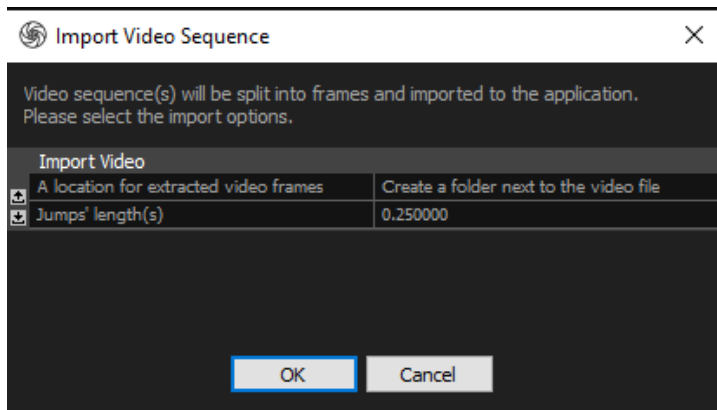 Import Video Sequence
Video sequence(s) will be split into frames and imported to the application.
Please select the import options.
Import Video
A location for extracted video frames Create a folder next to the video file
Jumps' length(s) 0.250000
OK Cancel